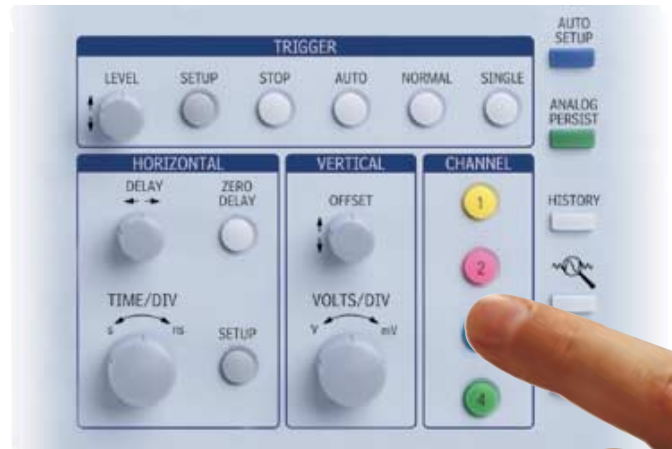 TRIGGER
LEVEL SETUP STOP AUTO NORMAL SINGLE
AUTO
SETUP
ANALOG
PERSIST
HORIZONTAL
DELAY
ZERO
DELAY
TIME/DIV
s ns
SETUP
VERTICAL
OFFSET
VOLTS/DIV
V mV
CHANNEL
1
2
4
HISTORY